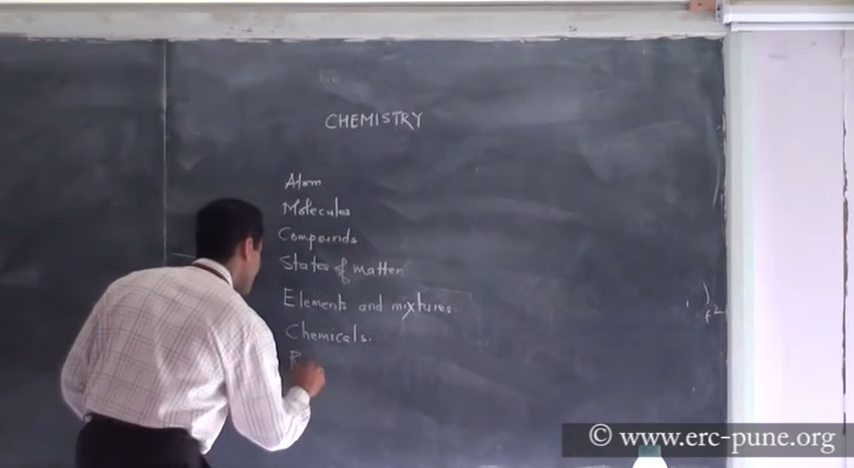 CHEMISTRY
Atom
Molecules
Compounds
States of matter
Elements and mixtures.
Chemicals.
R
© www.erc-pune.org